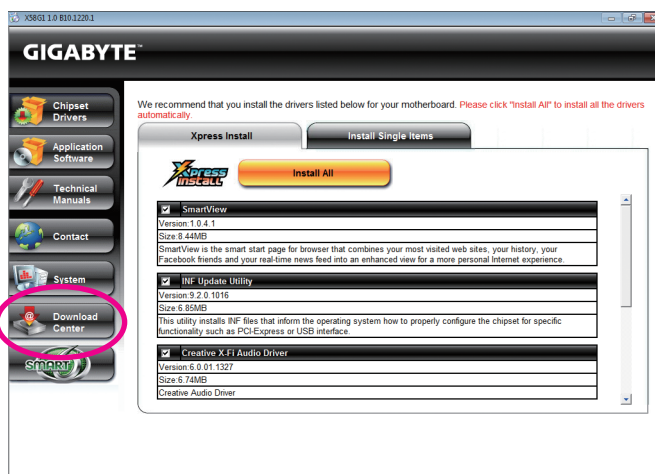 X58G1 1.0 B10.1220.1
GIGABYTE™
Chipset
Drivers
Application
Software
Technical
Manuals
Contact
System
Download
Center
SMART
We recommend that you install the drivers listed below for your motherboard. Please click "Install All" to install all the drivers
automatically.
Xpress Install
Install Single Items
Xpress
Install
Install All
SmartView
Version:1.0.4.1
Size:8.44MB
SmartView is the smart start page for browser that combines your most visited web sites, your history, your
Facebook friends and your real-time news feed into an enhanced view for a more personal Internet experience.
INF Update Utility
Version:9.2.0.1016
Size:6.85MB
This utility installs INF files that inform the operating system how to properly configure the chipset for specific
functionality such as PCI-Express or USB interface.
Creative X-Fi Audio Driver
Version:6.0.01.1327
Size:6.74MB
Creative Audio Driver